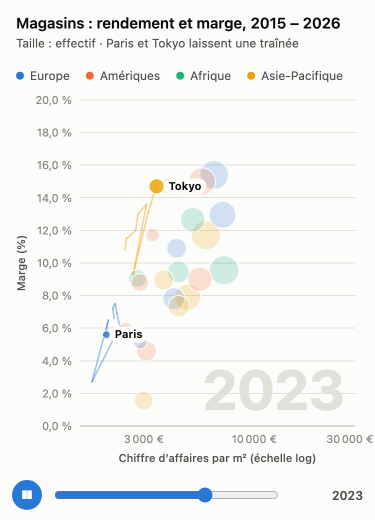 Magasins : rendement et marge, 2015 – 2026
Taille : effectif · Paris et Tokyo laissent une traînée
Europe Amériques Afrique Asie-Pacifique
20,0 %
18,0 %
16,0 %
14,0 %
12,0 %
10,0 %
8,0 %
6,0 %
4,0 %
2,0 %
0,0 %
Marge (%)
Tokyo
Paris
2023
3 000 € 10 000 € 30 000 €
Chiffre d’affaires par m² (échelle log)
2023